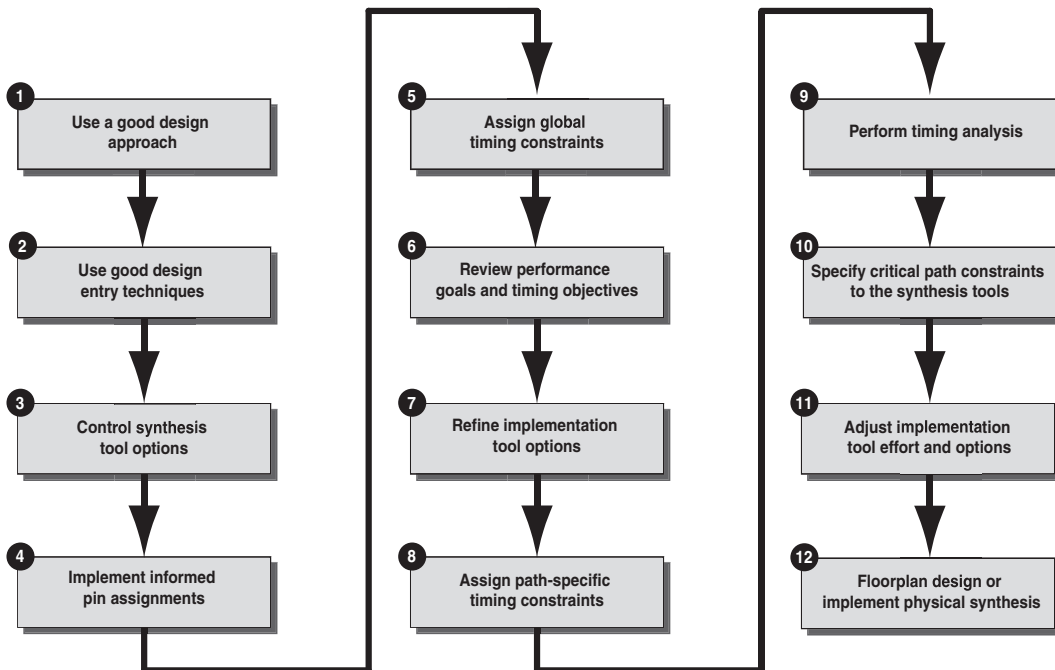 1
Use a good design
approach
2
Use good design
entry techniques
3
Control synthesis
tool options
4
Implement informed
pin assignments
5
Assign global
timing constraints
6
Review performance
goals and timing objectives
7
Refine implementation
tool options
8
Assign path-specific
timing constraints
9
Perform timing analysis
10
Specify critical path constraints
to the synthesis tools
11
Adjust implementation
tool effort and options
12
Floorplan design or
implement physical synthesis